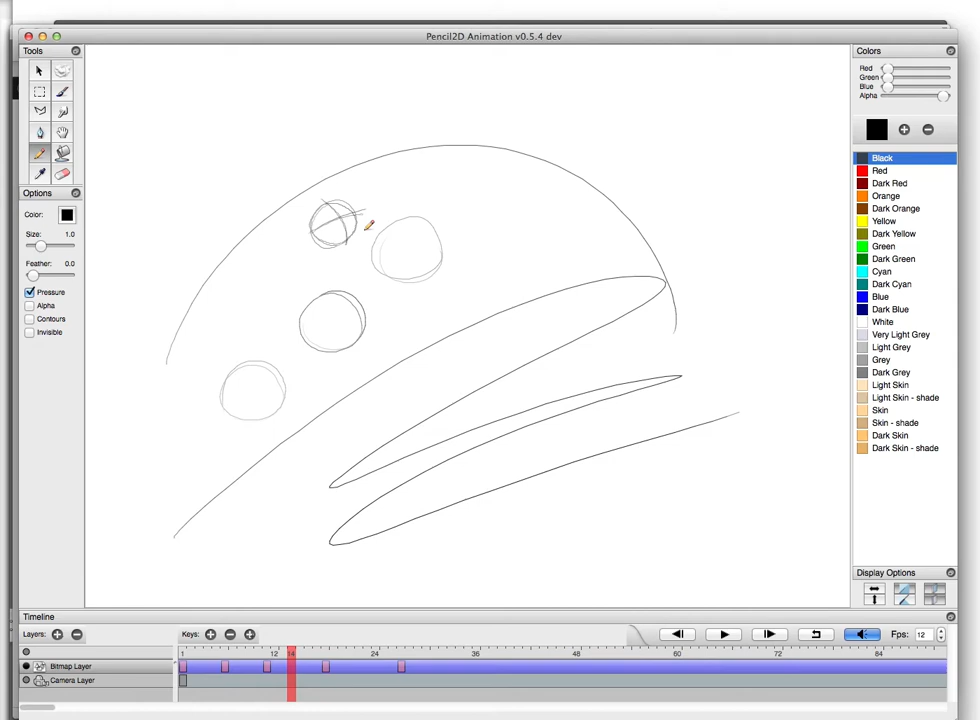 Pencil2D Animation v0.5.4 dev
Tools
Options
Color:
Size: 1.0
Feather: 0.0
Pressure
Alpha
Contours
Invisible
Colors
Red
Green
Blue
Alpha
Black
Red
Dark Red
Orange
Dark Orange
Yellow
Dark Yellow
Green
Dark Green
Cyan
Dark Cyan
Blue
Dark Blue
White
Very Light Grey
Light Grey
Grey
Dark Grey
Light Skin
Light Skin - shade
Skin
Skin - shade
Dark Skin
Dark Skin - shade
Display Options
Timeline
Layers: Keys: Fps: 12
1 12 14 24 36 48 60 72 84
Bitmap Layer
Camera Layer